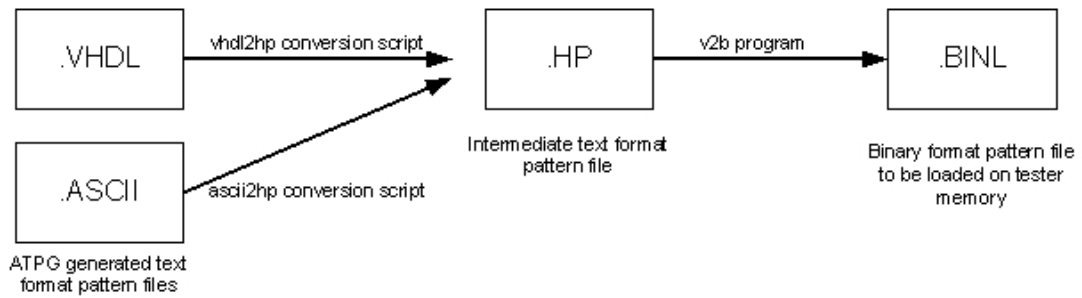 .VHDL
vhdl2hp conversion script
.HP
v2b program
.BINL
Intermediate text format
pattern file
Binary format pattern file
to be loaded on tester
memory
.ASCII
ascii2hp conversion script
ATPG generated text
format pattern files